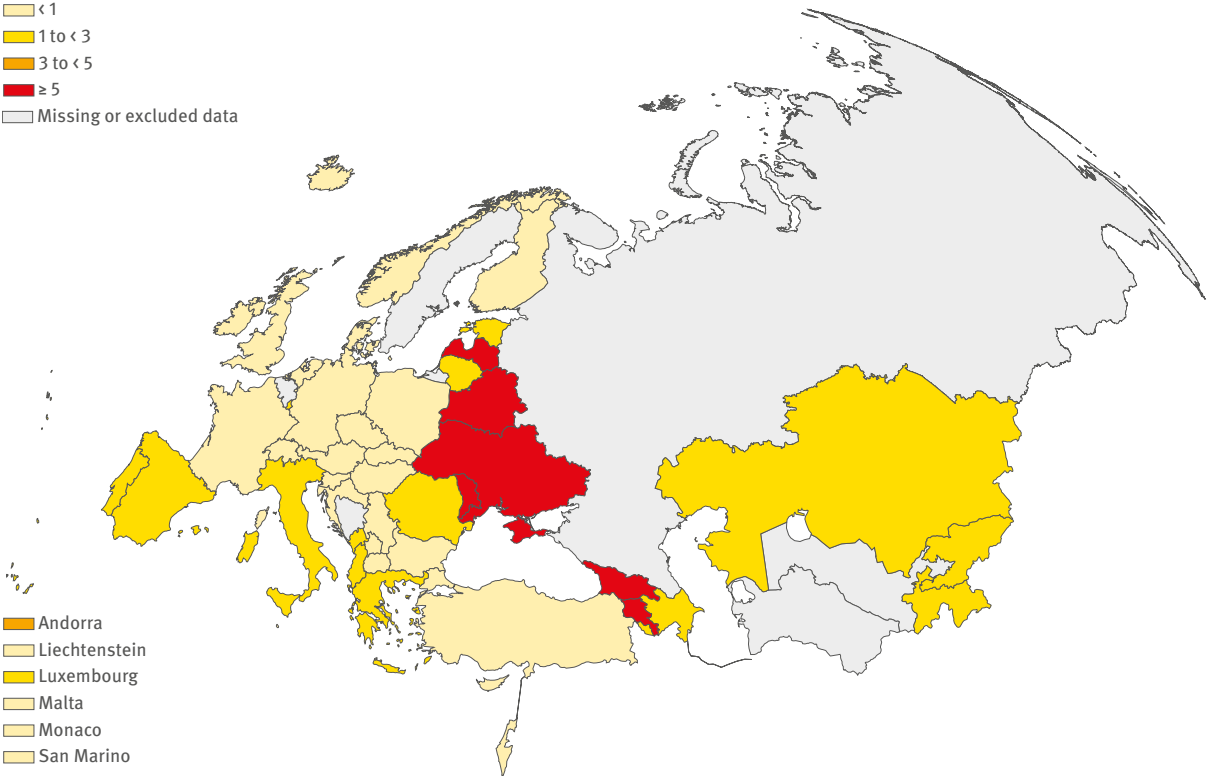 < 1
1 to < 3
3 to < 5
≥ 5
Missing or excluded data
Andorra
Liechtenstein
Luxembourg
Malta
Monaco
San Marino